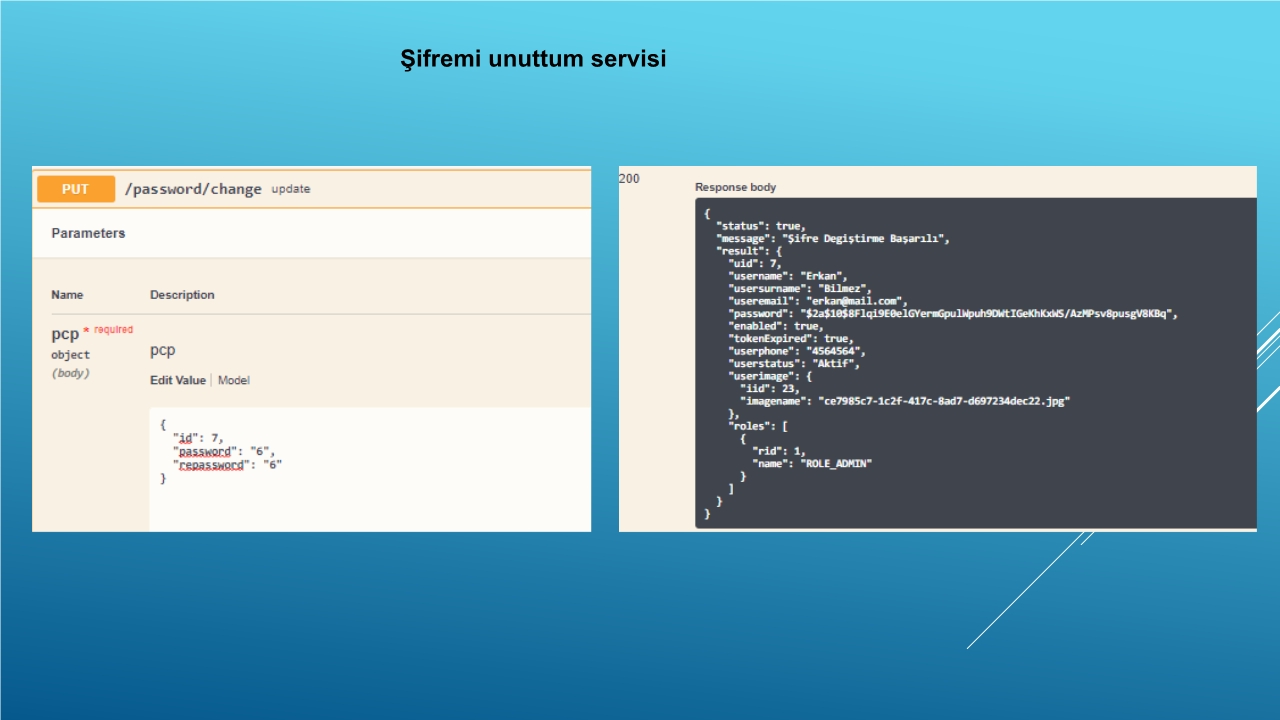 Şifremi unuttum servisi
PUT /password/change update
Parameters
Name Description
pcp * required
object
(body)
pcp
Edit Value | Model
{
"id": 7,
"password": "6",
"repassword": "6"
}
200
Response body
{
"status": true,
"message": "Şifre Degiştirme Başarılı",
"result": {
"uid": 7,
"username": "Erkan",
"usersurname": "Bilmez",
"useremail": "erkan@mail.com",
"password": "$2a$10$8Flqi9E0elGYermGpulWpuh9DWtIGeKhKxWS/AzMPsv8pusgV8KBq",
"enabled": true,
"tokenExpired": true,
"userphone": "4564564",
"userstatus": "Aktif",
"userimage": {
"iid": 23,
"imagename": "ce7985c7-1c2f-417c-8ad7-d697234dec22.jpg"
},
"roles": [
{
"rid": 1,
"name": "ROLE_ADMIN"
}
]
}
}